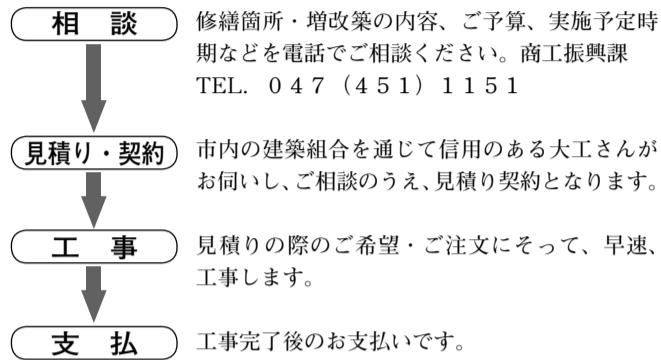 相　談
修繕箇所・増改築の内容、ご予算、実施予定時
期などを電話でご相談ください。商工振興課
TEL.　０４７（４５１）１１５１
見積り・契約
市内の建築組合を通じて信用のある大工さんが
お伺いし、ご相談のうえ、見積り契約となります。
工　事
見積りの際のご希望・ご注文にそって、早速、
工事します。
支　払
工事完了後のお支払いです。